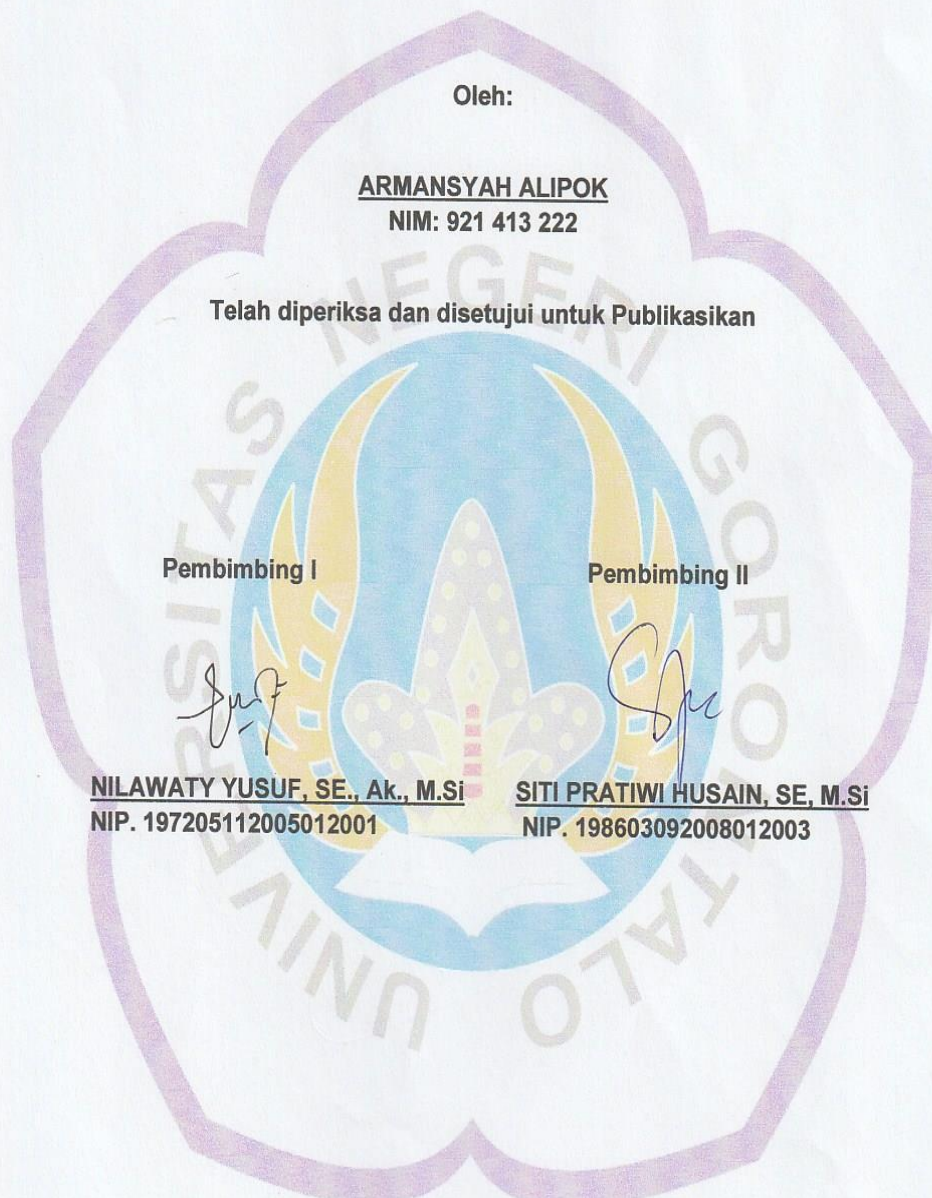 Oleh:
ARMANSYAH ALIPOK
NIM: 921 413 222
Telah diperiksa dan disetujui untuk Publikasikan
Pembimbing I
Pembimbing II
NILAWATY YUSUF, SE., Ak., M.Si
SITI PRATIWI HUSAIN, SE, M.Si
NIP. 197205112005012001
NIP. 198603092008012003
UNIVERSITAS NEGERI GORONTALO